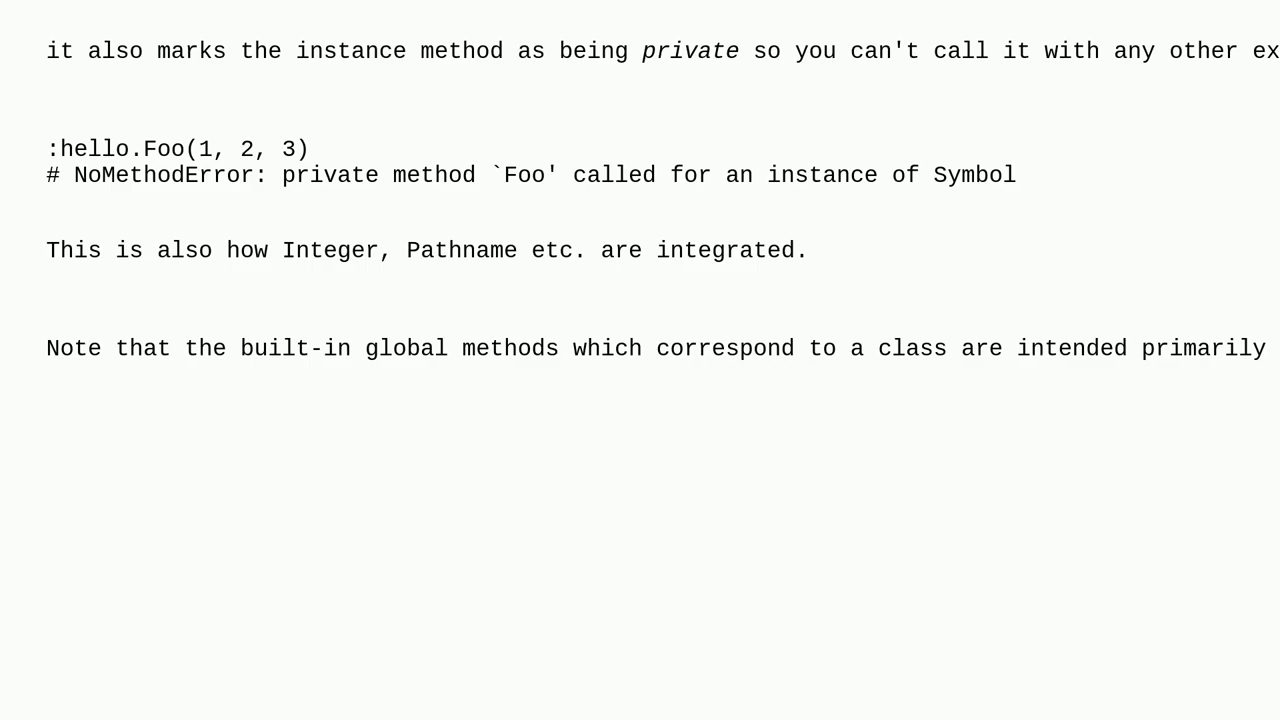 it also marks the instance method as being private so you can't call it with any other
:hello.Foo(1, 2, 3)
# NoMethodError: private method `Foo' called for an instance of Symbol
This is also how Integer, Pathname etc. are integrated.
Note that the built-in global methods which correspond to a class are intended primarily